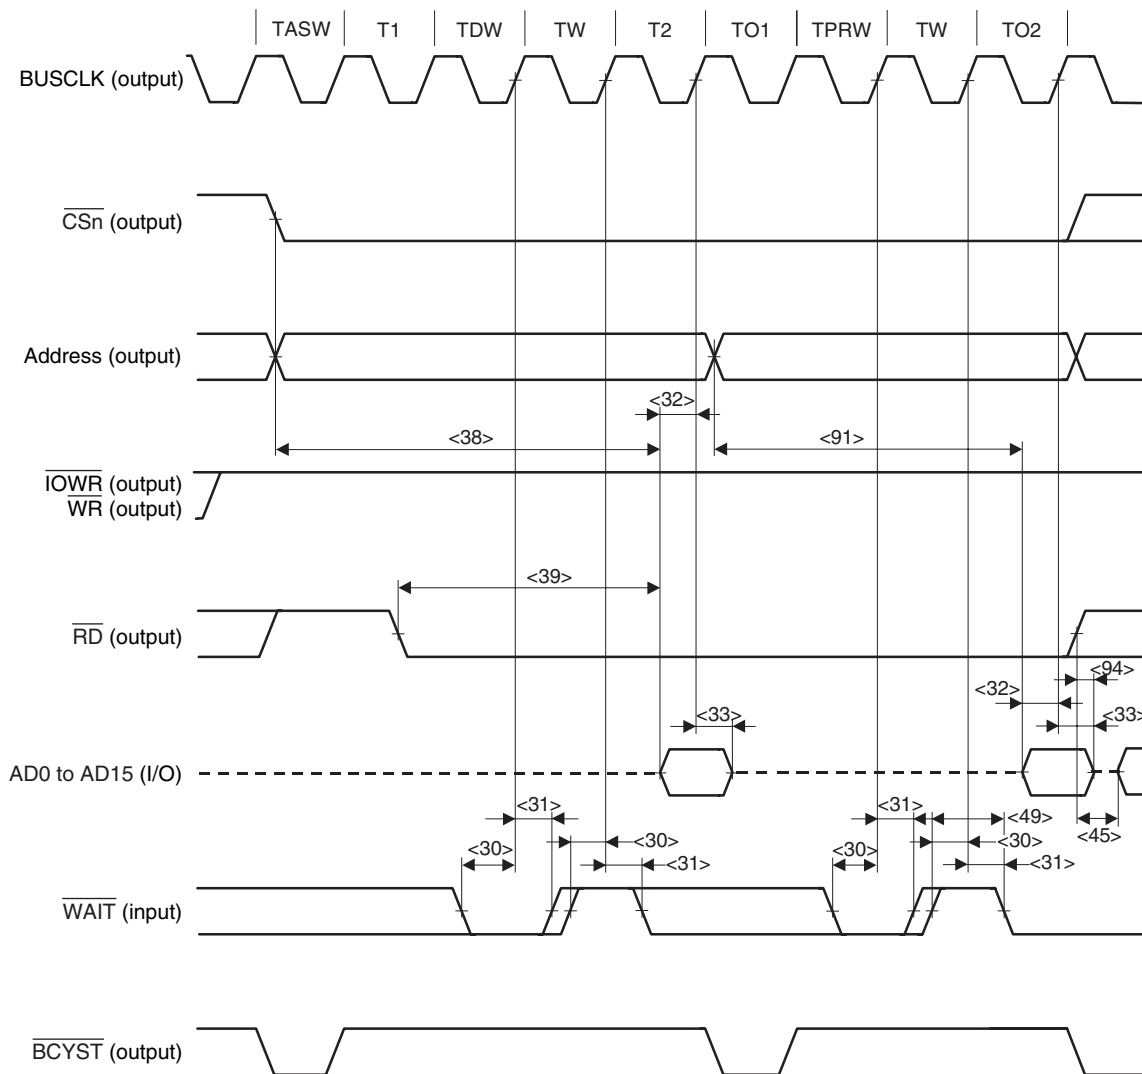 TASW T1 TDW TW T2 TO1 TPRW TW TO2
BUSCLK (output)
CSn (output)
Address (output)
<32>
<38> <91>
IOWR (output)
WR (output)
<39>
RD (output)
<94>
<32>
<33> <33>
AD0 to AD15 (I/O)
<31> <31> <49>
<30> <30> <30> <30> <45>
<31> <31>
WAIT (input)
BCYST (output)